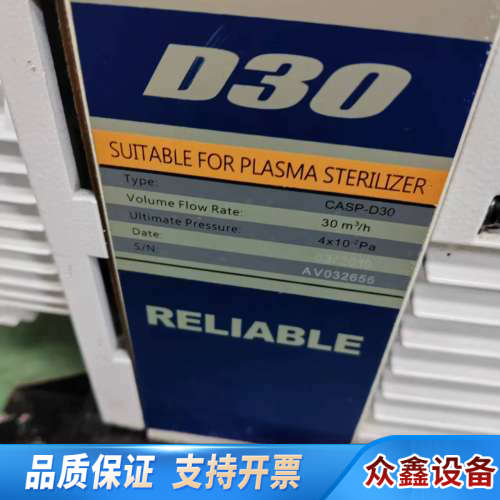 D30
SUITABLE FOR PLASMA STERILIZER
Type: CASP-D30
Volume Flow Rate: 30 m³/h
Ultimate Pressure: 4x10⁻²Pa
Date:
S/N: AV032655
RELIABLE
品质保证 支持开票 众鑫设备